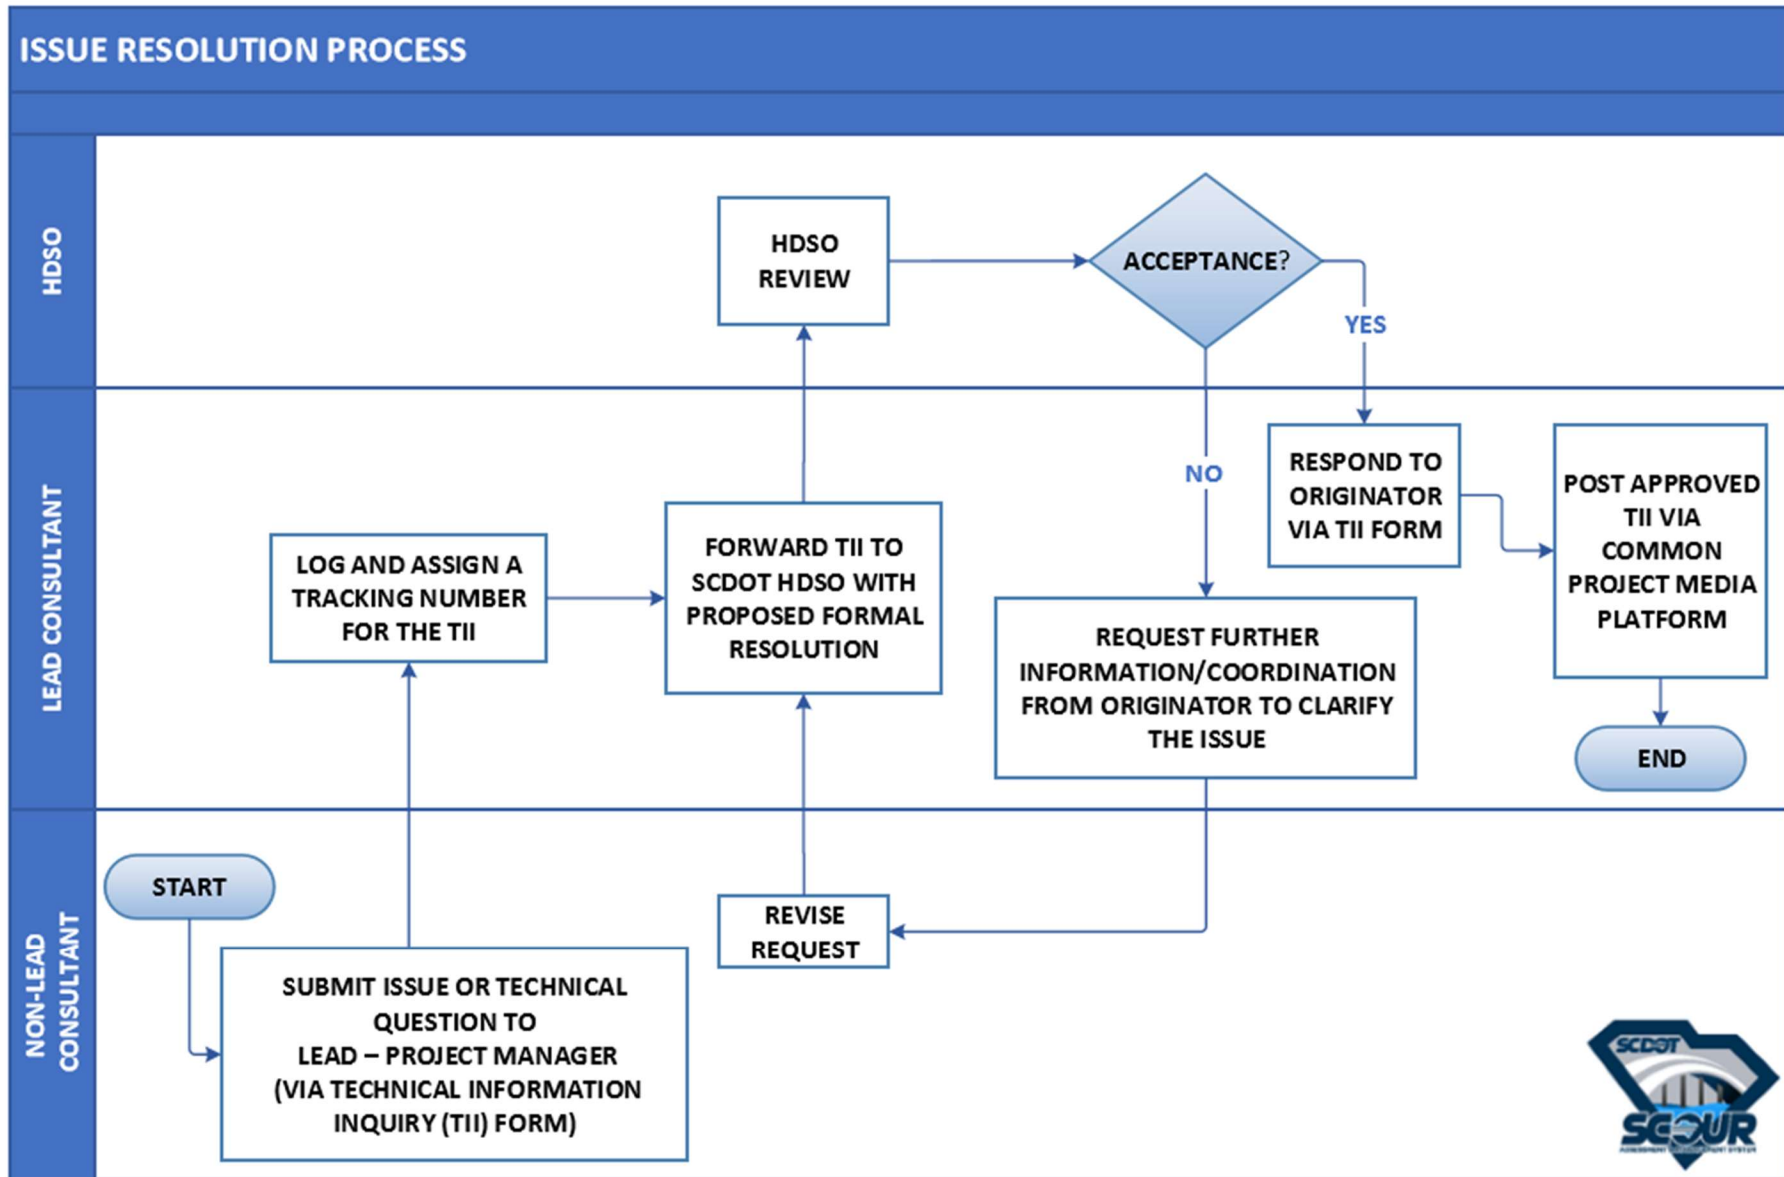 ISSUE RESOLUTION PROCESS
HDSO
HDSO
REVIEW
ACCEPTANCE?
YES
NO
LEAD CONSULTANT
LOG AND ASSIGN A
TRACKING NUMBER
FOR THE TII
FORWARD TII TO
SCDOT HDSO WITH
PROPOSED FORMAL
RESOLUTION
REQUEST FURTHER
INFORMATION/COORDINATION
FROM ORIGINATOR TO CLARIFY
THE ISSUE
RESPOND TO
ORIGINATOR
VIA TII FORM
POST APPROVED
TII VIA
COMMON
PROJECT MEDIA
PLATFORM
END
NON-LEAD
CONSULTANT
START
SUBMIT ISSUE OR TECHNICAL
QUESTION TO
LEAD – PROJECT MANAGER
(VIA TECHNICAL INFORMATION
INQUIRY (TII) FORM)
REVISE
REQUEST
SCDOT
SCOUR